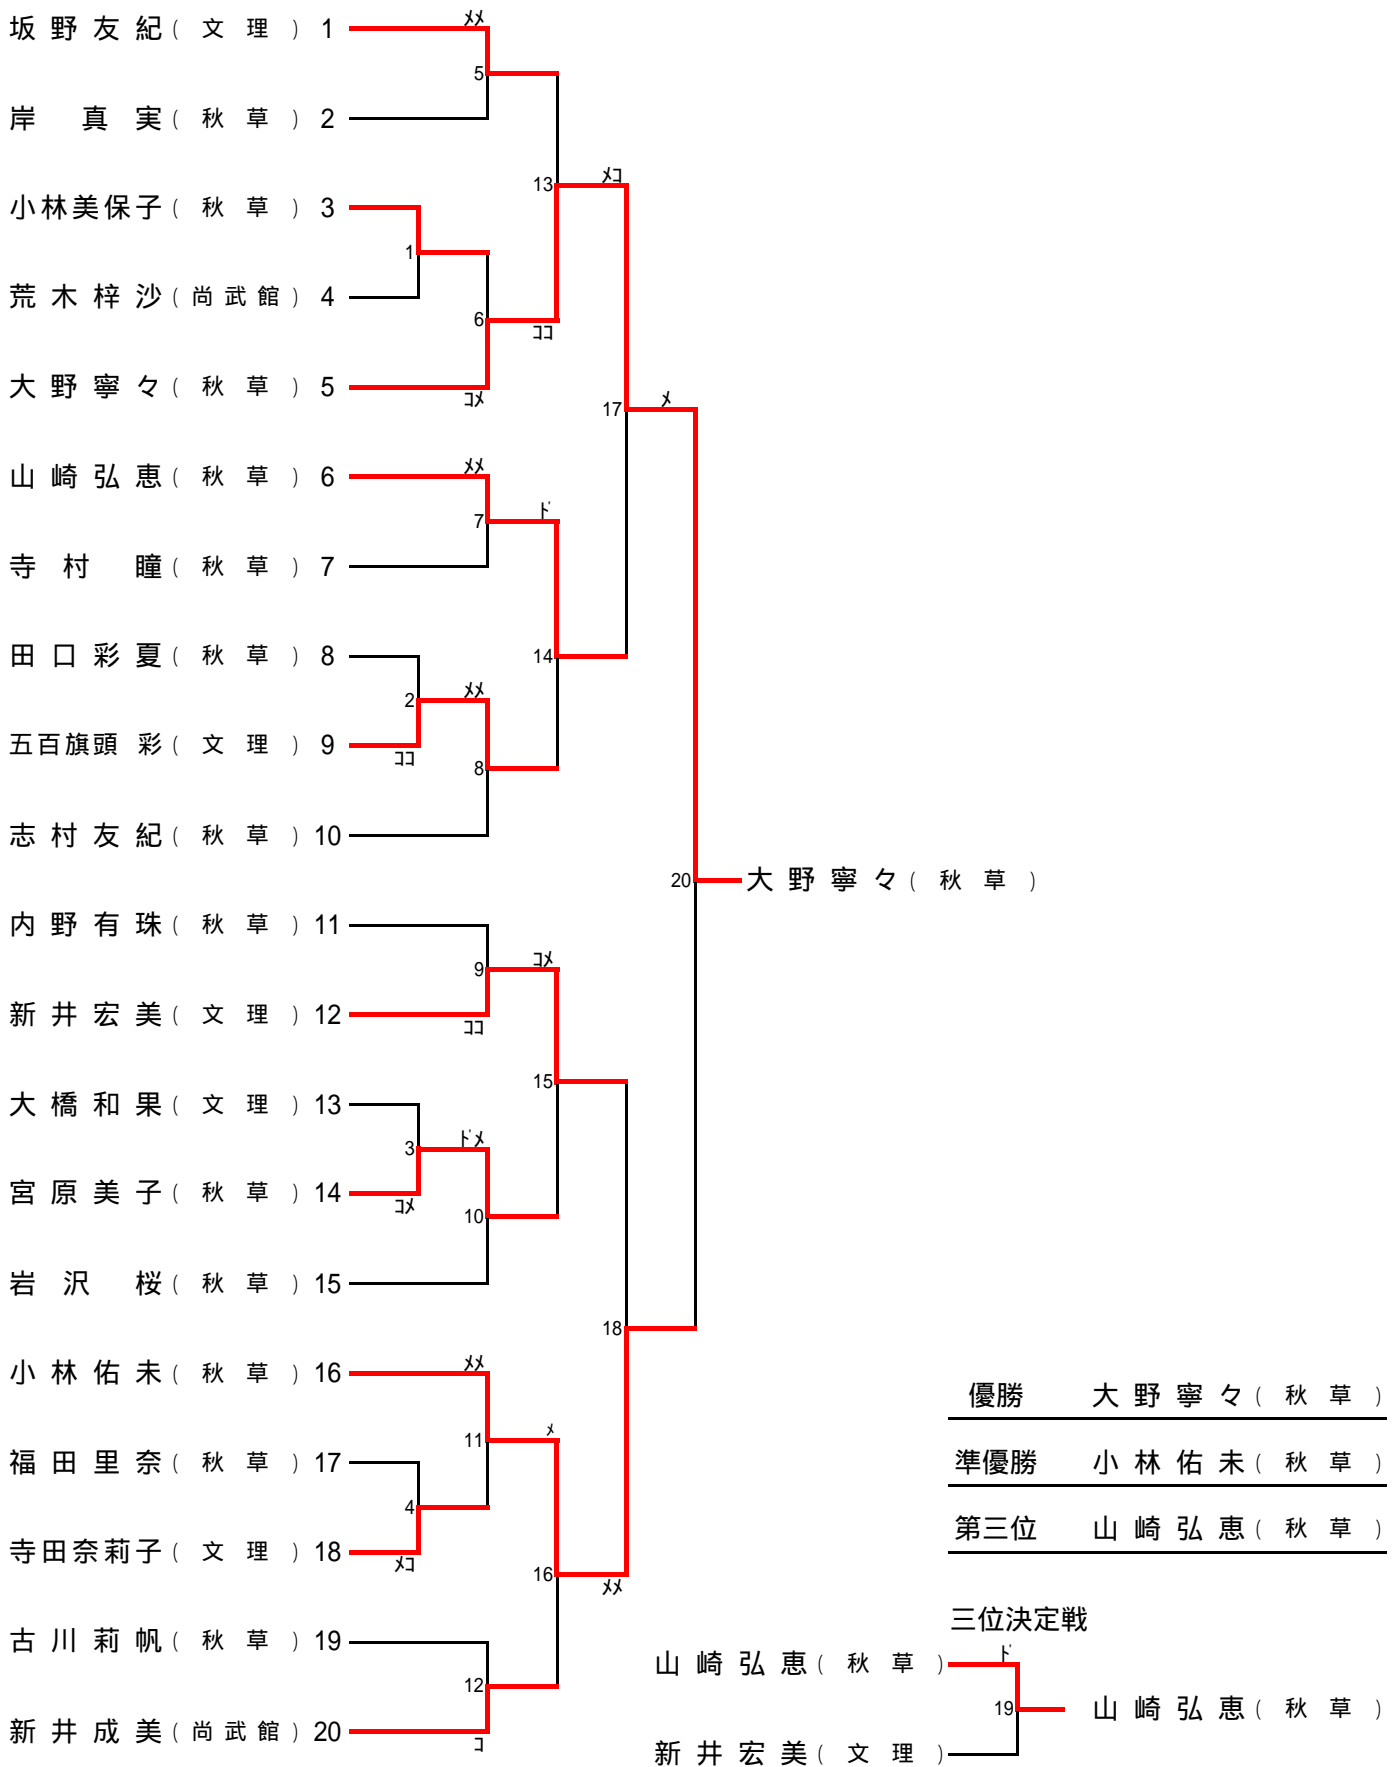 坂野友紀(文理) 1
メメ
5
岸 真実(秋草) 2
13
メコ
小林美保子(秋草) 3
1
荒木梓沙(尚武館) 4
6
ココ
大野寧々(秋草) 5
コメ
17
メ
山崎弘恵(秋草) 6
メメ
7
ド
寺村 瞳(秋草) 7
田口彩夏(秋草) 8
14
2
メメ
五百旗頭 彩(文理) 9
ココ
8
志村友紀(秋草) 10
20
大野寧々(秋草)
内野有珠(秋草) 11
9
コメ
新井宏美(文理) 12
ココ
15
大橋和果(文理) 13
3
ドメ
宮原美子(秋草) 14
コメ
10
岩沢 桜(秋草) 15
18
小林佑未(秋草) 16
メメ
11
メ
福田里奈(秋草) 17
4
寺田奈莉子(文理) 18
メコ
16
メメ
古川莉帆(秋草) 19
12
新井成美(尚武館) 20
コ
優勝 大野寧々(秋草)
準優勝 小林佑未(秋草)
第三位 山崎弘恵(秋草)
三位決定戦
山崎弘恵(秋草)
ド
19
山崎弘恵(秋草)
新井宏美(文理)